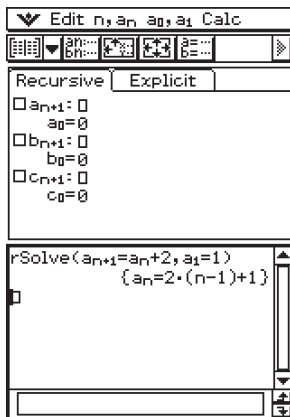 Edit n,aₙ a₀,a₁ Calc
Recursive Explicit
□aₙ₊₁:□
a₀=0
□bₙ₊₁:□
b₀=0
□cₙ₊₁:□
c₀=0
rSolve(aₙ₊₁=aₙ+2,a₁=1)
{aₙ=2·(n-1)+1}